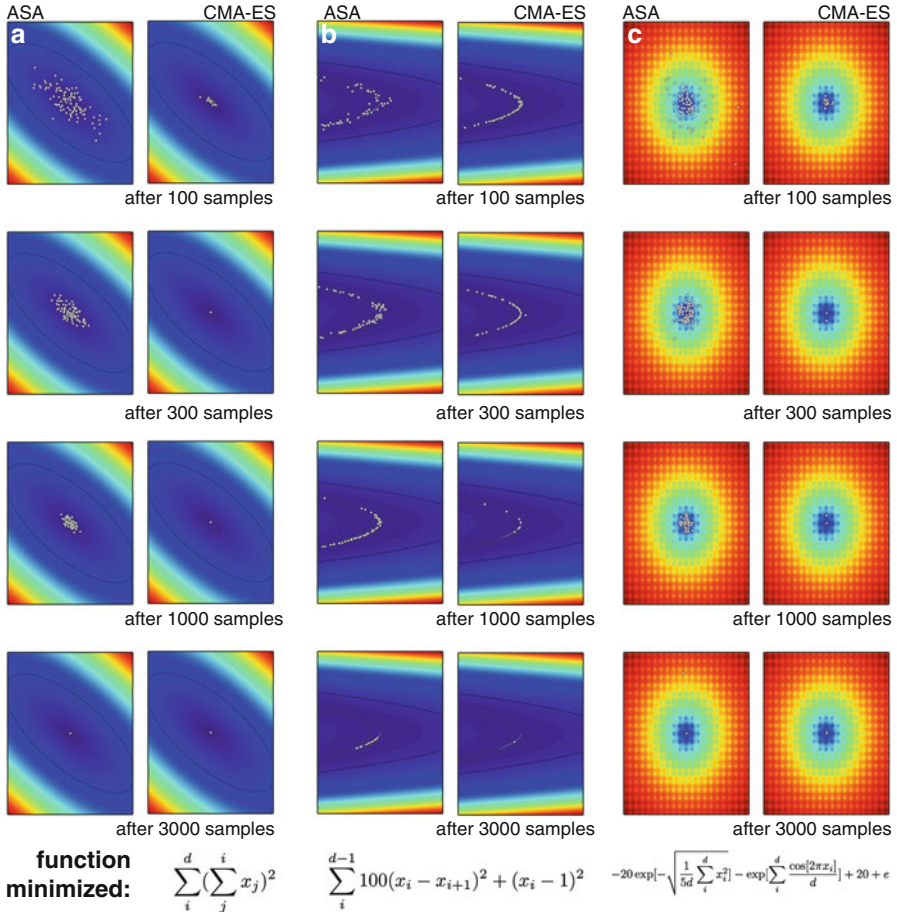 ASA CMA-ES ASA CMA-ES ASA CMA-ES
a b c
after 100 samples after 100 samples after 100 samples
after 300 samples after 300 samples after 300 samples
after 1000 samples after 1000 samples after 1000 samples
after 3000 samples after 3000 samples after 3000 samples
function
minimized:
$\sum_{i}^{d}(\sum_{j}^{i} x_j)^2$
$\sum_{i}^{d-1} 100(x_i - x_{i+1})^2 + (x_i - 1)^2$
$-20\exp[-\sqrt{\frac{1}{5d}\sum_{i}^{d} x_i^2}] - \exp[\sum_{i}^{d} \frac{\cos[2\pi x_i]}{d}] + 20 + e$